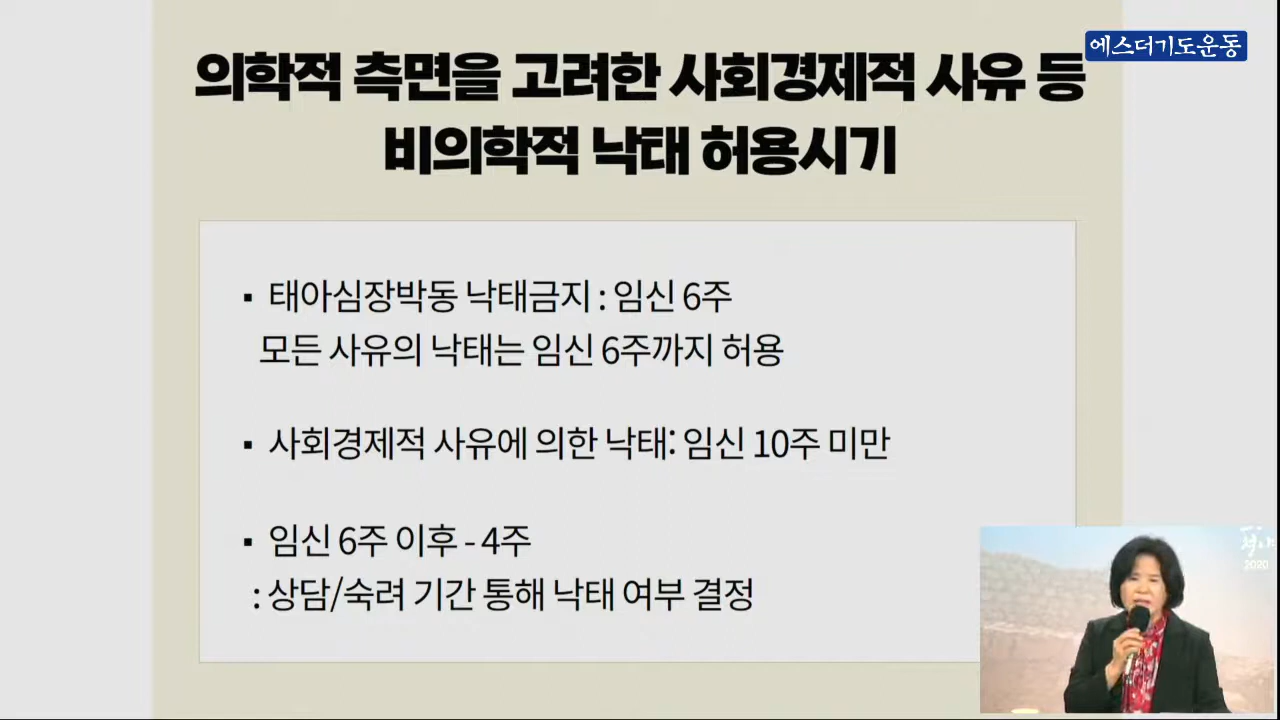 에스더기도운동
의학적 측면을 고려한 사회경제적 사유 등
비의학적 낙태 허용시기
▪ 태아심장박동 낙태금지 : 임신 6주
모든 사유의 낙태는 임신 6주까지 허용
▪ 사회경제적 사유에 의한 낙태: 임신 10주 미만
▪ 임신 6주 이후 - 4주
: 상담/숙려 기간 통해 낙태 여부 결정
2020